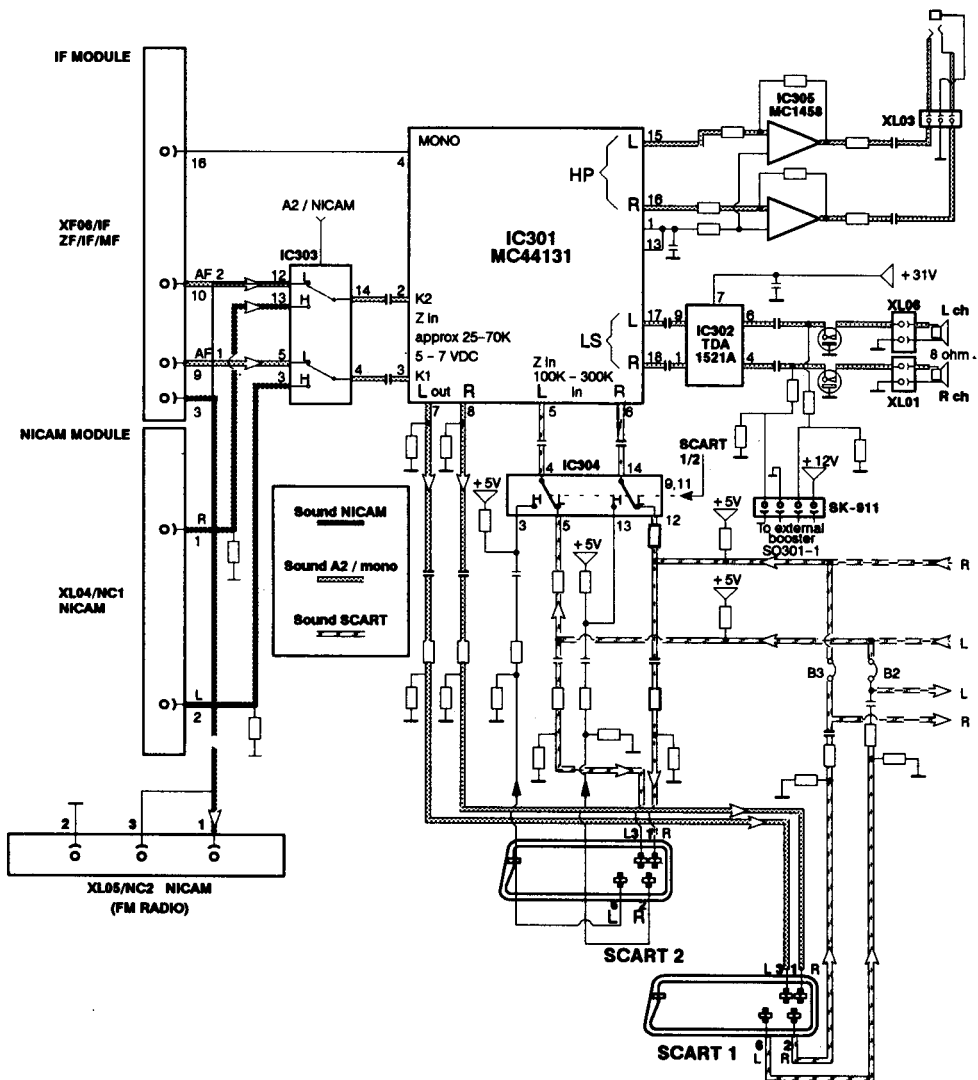 IF MODULE
16
XF06/IF
ZF/IF/MF
AF 2
10
AF 1
9
3
NICAM MODULE
R
1
XL04/NC1
NICAM
L
2
2
3
1
XL05/NC2 NICAM
(FM RADIO)
A2 / NICAM
IC303
12
L
13
H
14
5
L
3
H
4
Sound NICAM
Sound A2 / mono
Sound SCART
4
MONO
IC301
MC44131
2
K2
Z in
approx 25-70K
5 - 7 VDC
3
K1
L out R
7
8
HP
L
15
R
16
1
13
LS
L
17
R
18
Z in
100K - 300K
L in R
5
6
IC305
MC1458
XL03
+ 31V
9
7
IC302
TDA
1521A
6
1
4
XL06
L ch
8 ohm
R ch
XL01
+ 12V
SK-911
To external
booster
SO301-1
IC304
4
14
H
L
H
L
9,11
3
5
13
12
SCART
1/2
+ 5V
+ 5V
+ 5V
+ 5V
R
L
B3
B2
L
R
L3 1 R
6
2
L
R
SCART 2
L 3 1 R
6
2
L
R
SCART 1